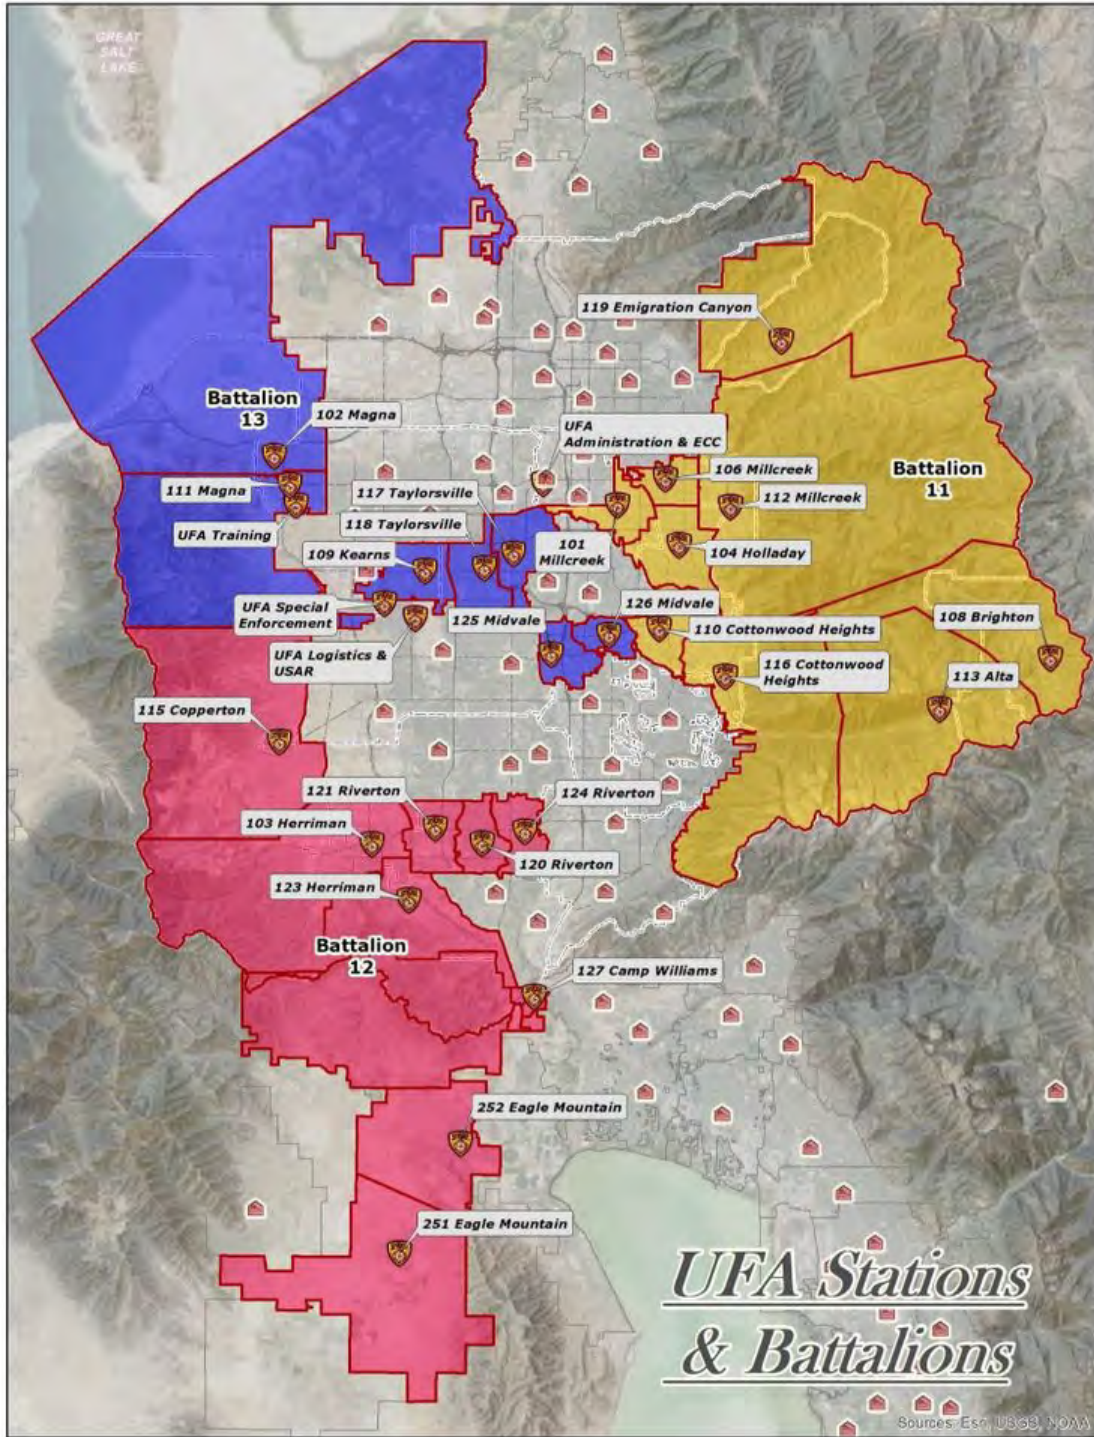 GREAT
SALT
LAKE
119 Emigration Canyon
Battalion
13
102 Magna
UFA
Administration & ECC
106 Millcreek
Battalion
11
111 Magna
117 Taylorsville
112 Millcreek
UFA Training
118 Taylorsville
109 Kearns
101
Millcreek
104 Holladay
UFA Special
Enforcement
125 Midvale
126 Midvale
110 Cottonwood Heights
108 Brighton
UFA Logistics &
USAR
116 Cottonwood
Heights
113 Alta
115 Copperton
121 Riverton
124 Riverton
103 Herriman
120 Riverton
123 Herriman
Battalion
12
127 Camp Williams
252 Eagle Mountain
251 Eagle Mountain
UFA Stations
& Battalions
Sources: Esri, USGS, NOAA